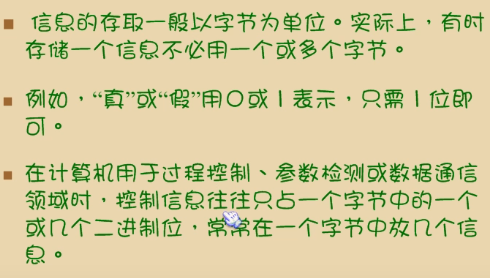 信息的存取一般以字节为单位。实际上，有时
存储一个信息不必用一个或多个字节。
例如，“真”或“假”用0或1表示，只需1位即
可。
在计算机用于过程控制、参数检测或数据通信
领域时，控制信息往往只占一个字节中的一个
或几个二进制位，常常在一个字节中放几个信
息。